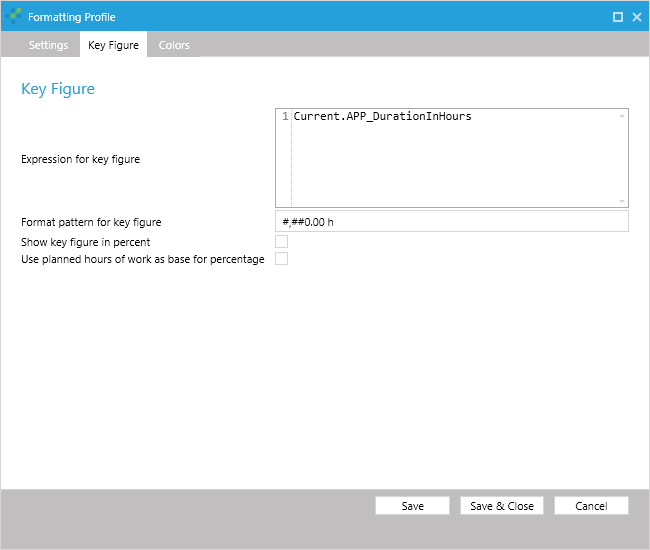 Formatting Profile
Settings Key Figure Colors
Key Figure
1 Current.APP_DurationInHours
Expression for key figure
Format pattern for key figure #,##0.00 h
Show key figure in percent
Use planned hours of work as base for percentage
Save Save & Close Cancel